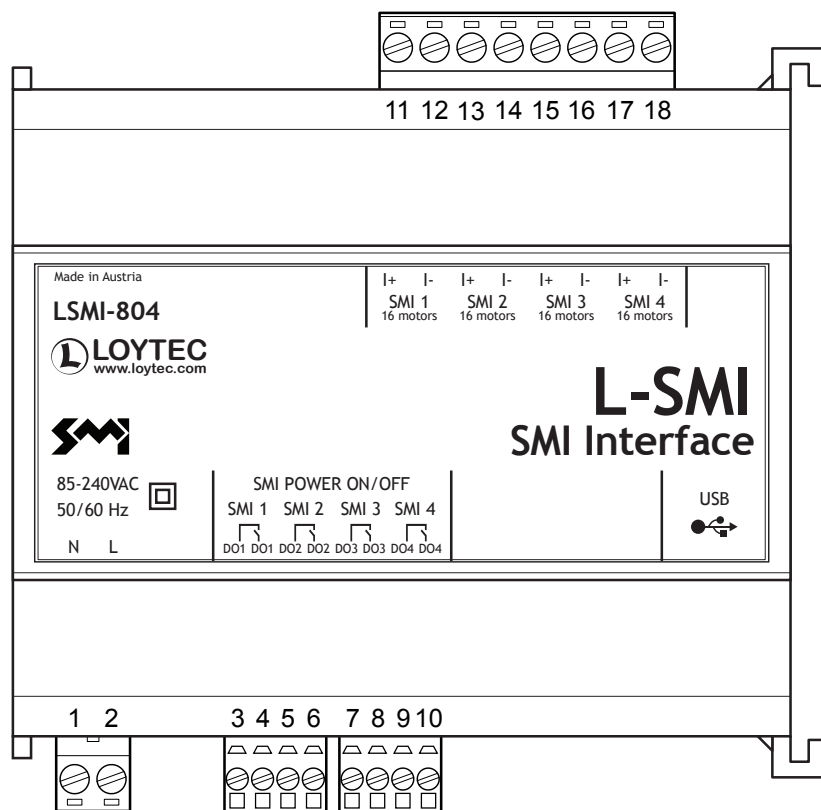 11 12 13 14 15 16 17 18
Made in Austria
LSMI-804
LOYTEC
www.loytec.com
I+ I- I+ I- I+ I- I+ I-
SMI 1 SMI 2 SMI 3 SMI 4
16 motors 16 motors 16 motors 16 motors
L-SMI
SMI Interface
SMI
85-240VAC
50/60 Hz
N L
SMI POWER ON/OFF
SMI 1 SMI 2 SMI 3 SMI 4
DO1 DO1 DO2 DO2 DO3 DO3 DO4 DO4
USB
1 2 3 4 5 6 7 8 9 10